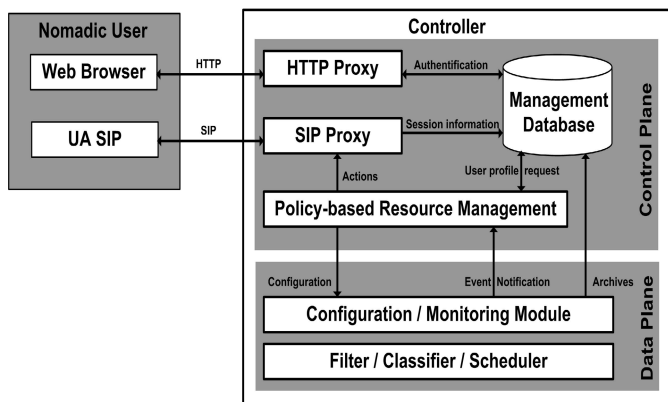 Nomadic User
Web Browser
UA SIP
HTTP
SIP
Controller
HTTP Proxy
Authentification
SIP Proxy
Session information
Management
Database
Actions
User profile request
Policy-based Resource Management
Control Plane
Configuration
Event Notification
Archives
Configuration / Monitoring Module
Filter / Classifier / Scheduler
Data Plane